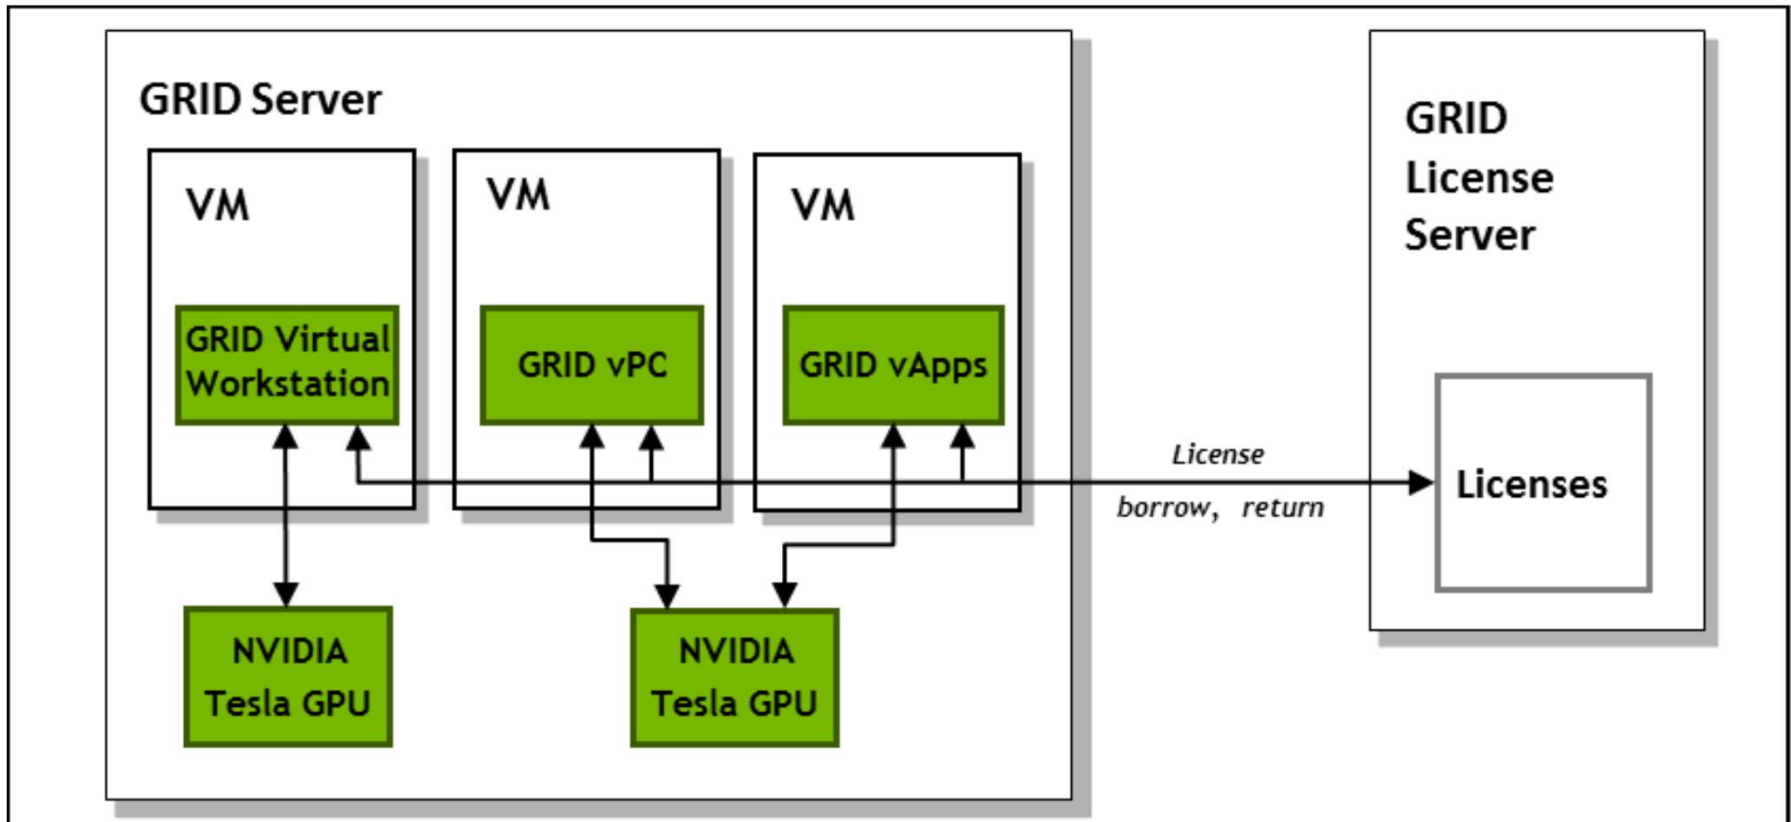 GRID Server
VM
VM
VM
GRID Virtual
Workstation
GRID vPC
GRID vApps
NVIDIA
Tesla GPU
NVIDIA
Tesla GPU
License
borrow, return
GRID
License
Server
Licenses